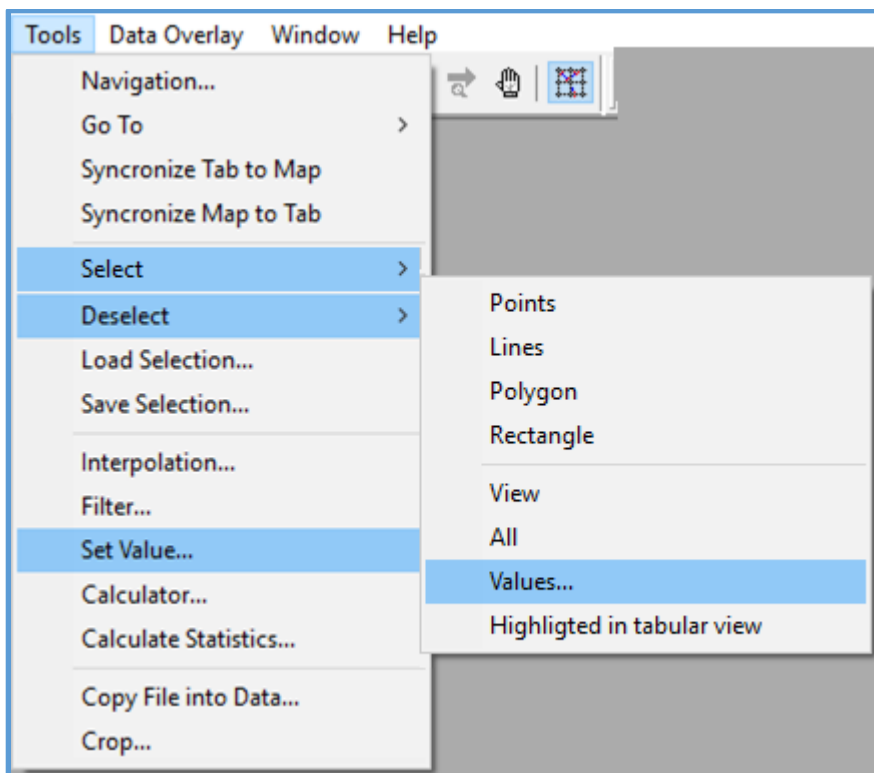 Tools Data Overlay Window Help
Navigation...
Go To
Syncronize Tab to Map
Syncronize Map to Tab
Select
Deselect
Load Selection...
Save Selection...
Interpolation...
Filter...
Set Value...
Calculator...
Calculate Statistics...
Copy File into Data...
Crop...
Points
Lines
Polygon
Rectangle
View
All
Values...
Highligted in tabular view